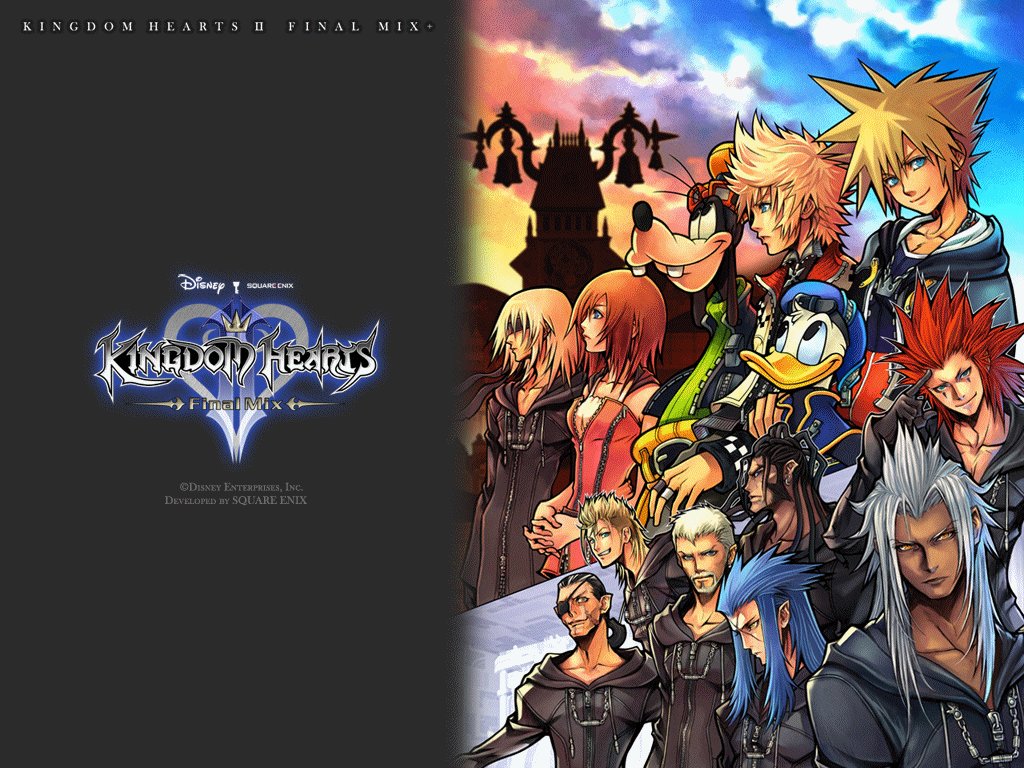 KINGDOM HEARTS II FINAL MIX+
Disney SQUARE ENIX
KINGDOM HEARTS
Final Mix
©DISNEY ENTERPRISES, INC.
DEVELOPED BY SQUARE ENIX